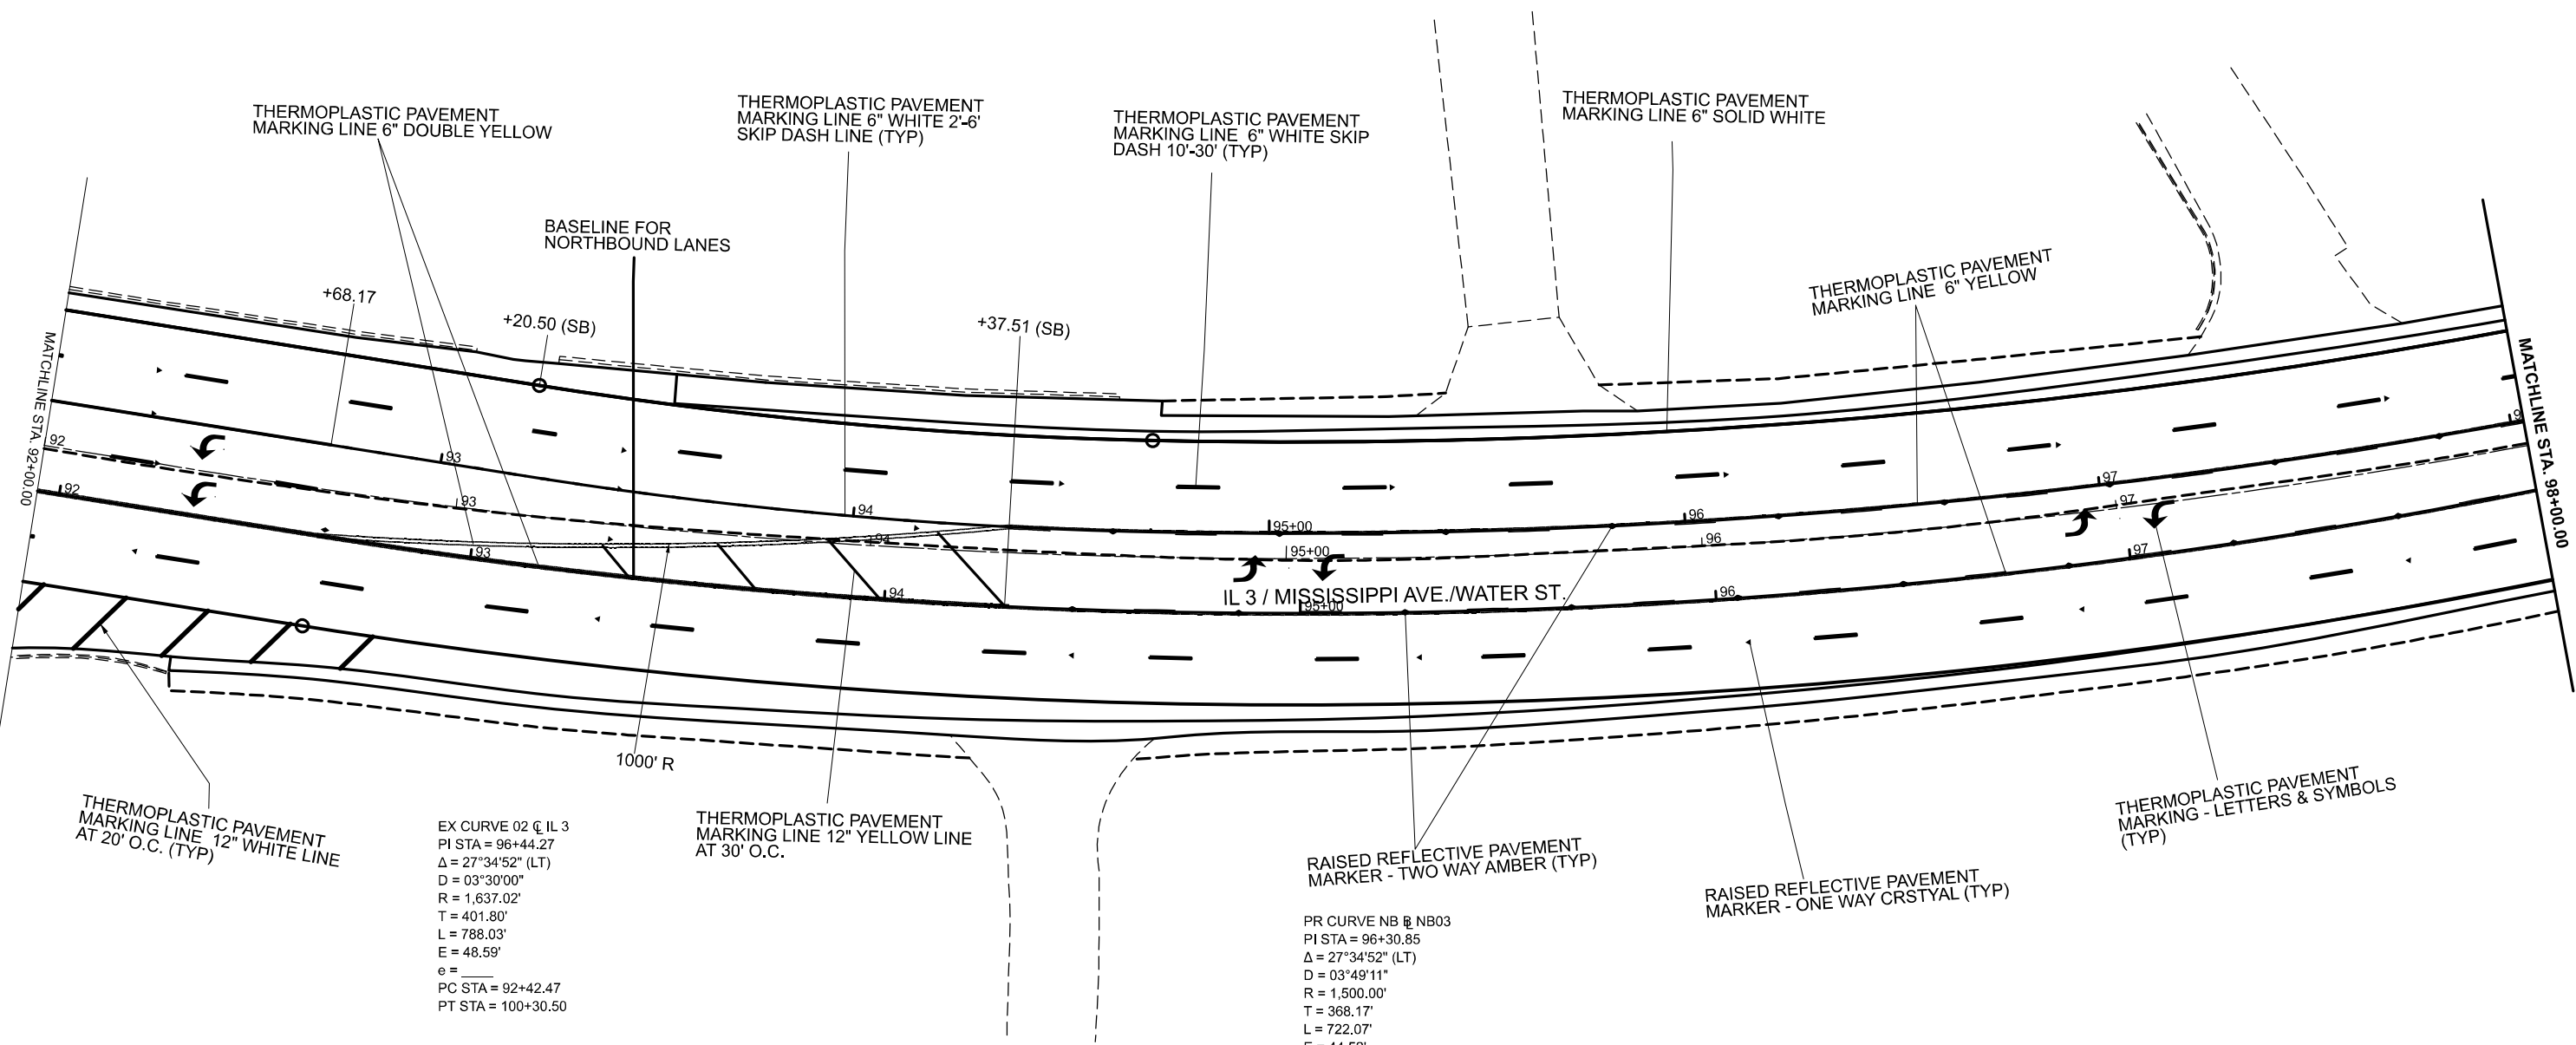 THERMOPLASTIC PAVEMENT
MARKING LINE 6" DOUBLE YELLOW
THERMOPLASTIC PAVEMENT
MARKING LINE 6" WHITE 2'-6'
SKIP DASH LINE (TYP)
THERMOPLASTIC PAVEMENT
MARKING LINE 6" WHITE SKIP
DASH 10'-30' (TYP)
THERMOPLASTIC PAVEMENT
MARKING LINE 6" SOLID WHITE
BASELINE FOR
NORTHBOUND LANES
THERMOPLASTIC PAVEMENT
MARKING LINE 6" YELLOW
+68.17
+20.50 (SB)
+37.51 (SB)
MATCHLINE STA. 92+00.00
MATCHLINE STA. 98+00.00
92
93
94
95+00
96
97
92
93
94
95+00
96
97
93
94
95+00
96
97
IL 3 / MISSISSIPPI AVE./WATER ST.
1000' R
THERMOPLASTIC PAVEMENT
MARKING LINE 12" WHITE LINE
AT 20' O.C. (TYP)
EX CURVE 02 ℄ IL 3
PI STA = 96+44.27
Δ = 27°34'52" (LT)
D = 03°30'00"
R = 1,637.02'
T = 401.80'
L = 788.03'
E = 48.59'
e = ____
PC STA = 92+42.47
PT STA = 100+30.50
THERMOPLASTIC PAVEMENT
MARKING LINE 12" YELLOW LINE
AT 30' O.C.
RAISED REFLECTIVE PAVEMENT
MARKER - TWO WAY AMBER (TYP)
PR CURVE NB BL NB03
PI STA = 96+30.85
Δ = 27°34'52" (LT)
D = 03°49'11"
R = 1,500.00'
T = 368.17'
L = 722.07'
RAISED REFLECTIVE PAVEMENT
MARKER - ONE WAY CRSTYAL (TYP)
THERMOPLASTIC PAVEMENT
MARKING - LETTERS & SYMBOLS
(TYP)